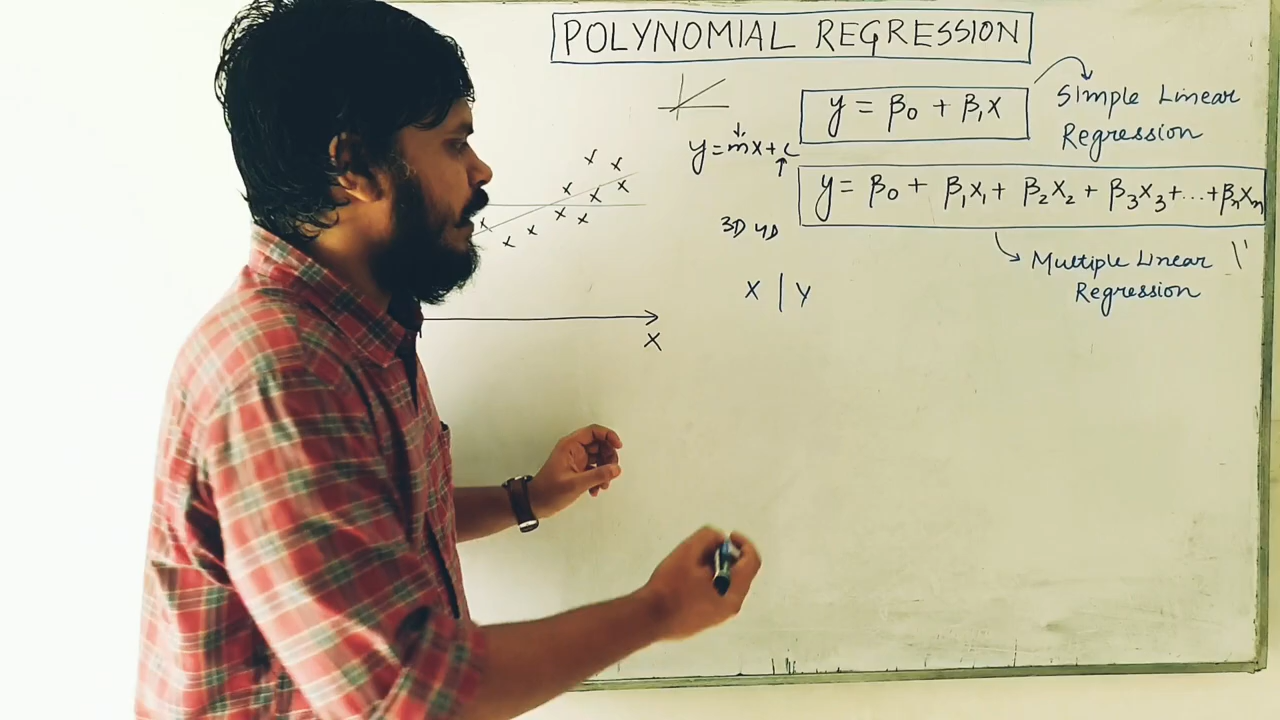 POLYNOMIAL REGRESSION
y = β₀ + β₁x
Simple Linear
Regression
y = mx + c
y = β₀ + β₁x₁ + β₂x₂ + β₃x₃ + ... + βₙxₙ
3D 4D
Multiple Linear
Regression
x | y
x